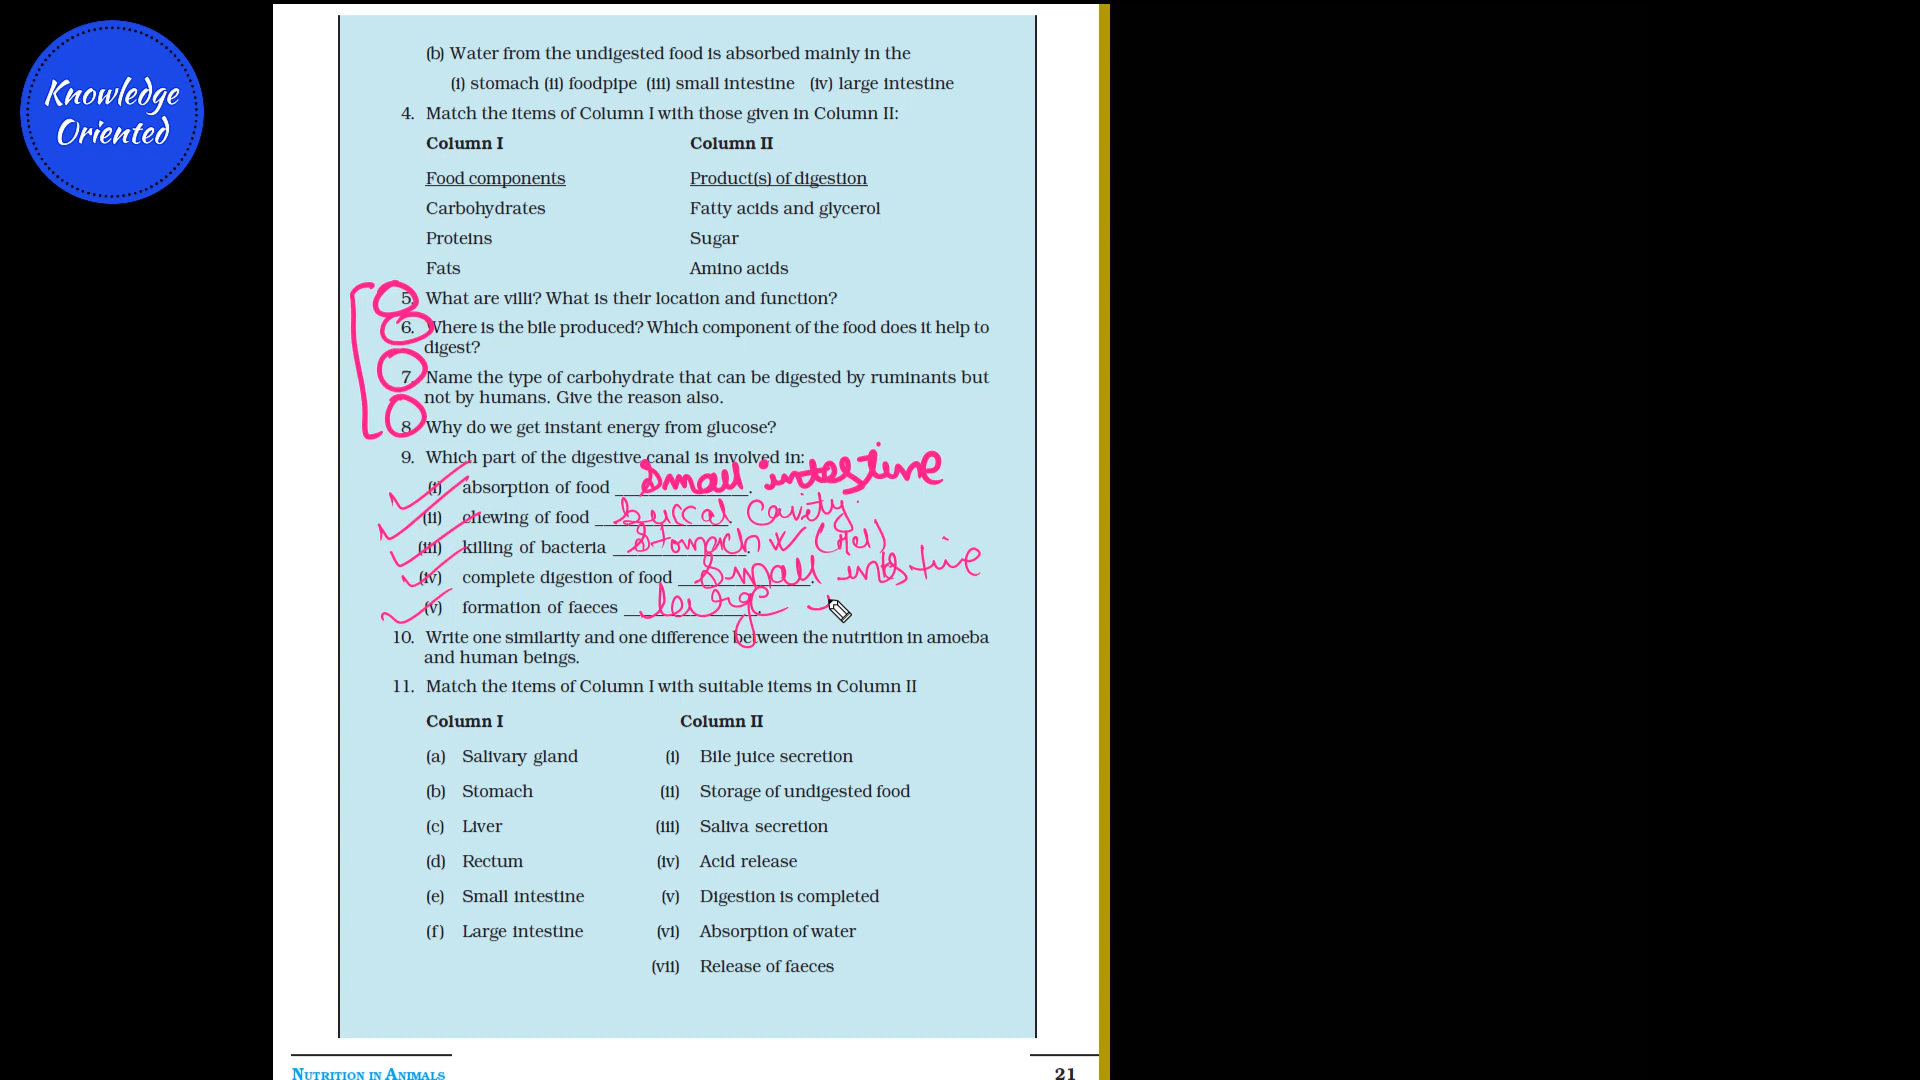 Knowledge
Oriented
(b) Water from the undigested food is absorbed mainly in the
(i) stomach (ii) foodpipe (iii) small intestine (iv) large intestine
4. Match the items of Column I with those given in Column II:
Column I Column II
Food components Product(s) of digestion
Carbohydrates Fatty acids and glycerol
Proteins Sugar
Fats Amino acids
5. What are villi? What is their location and function?
6. Where is the bile produced? Which component of the food does it help to
digest?
7. Name the type of carbohydrate that can be digested by ruminants but
not by humans. Give the reason also.
8. Why do we get instant energy from glucose?
9. Which part of the digestive canal is involved in:
(i) absorption of food Small intestine.
(ii) chewing of food buccal cavity.
(iii) killing of bacteria Stomach (Hcl).
(iv) complete digestion of food Small intestine.
(v) formation of faeces large.
10. Write one similarity and one difference between the nutrition in amoeba
and human beings.
11. Match the items of Column I with suitable items in Column II
Column I Column II
(a) Salivary gland (i) Bile juice secretion
(b) Stomach (ii) Storage of undigested food
(c) Liver (iii) Saliva secretion
(d) Rectum (iv) Acid release
(e) Small intestine (v) Digestion is completed
(f) Large intestine (vi) Absorption of water
(vii) Release of faeces
NUTRITION IN ANIMALS 21